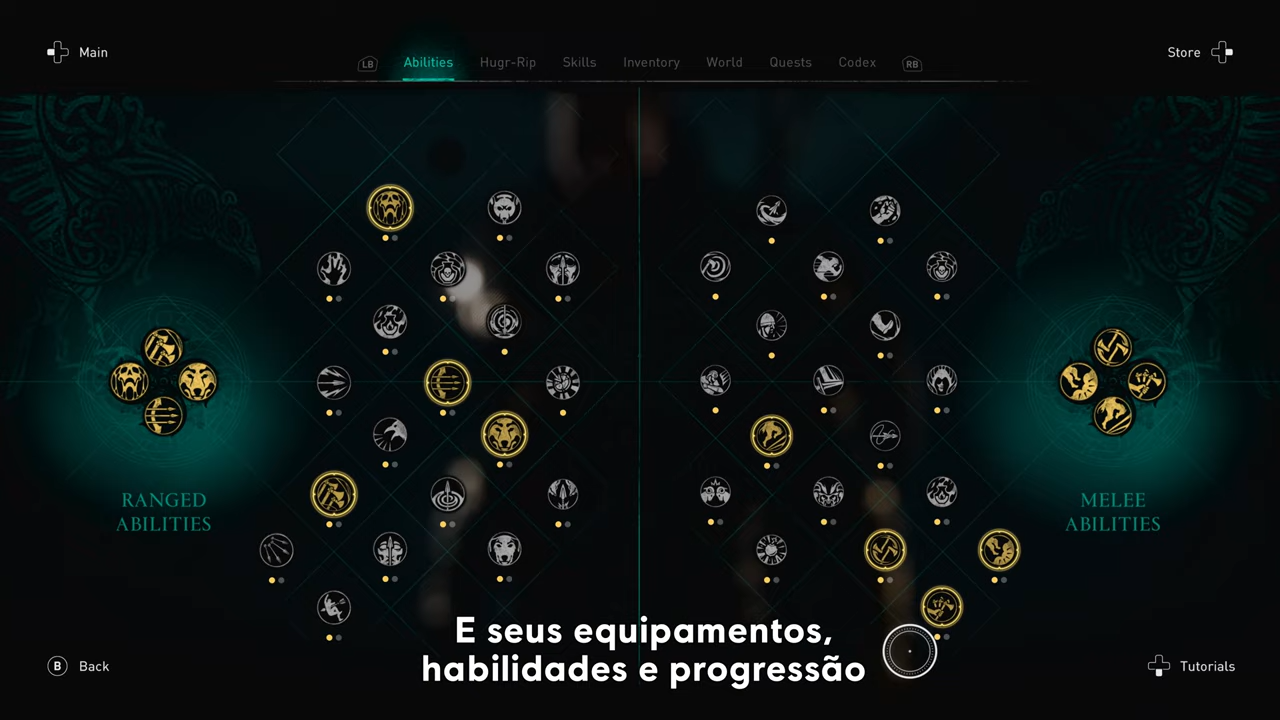 Main
LB Abilities Hugr-Rip Skills Inventory World Quests Codex RB
Store
RANGED
ABILITIES
MELEE
ABILITIES
E seus equipamentos,
habilidades e progressão
B Back
Tutorials